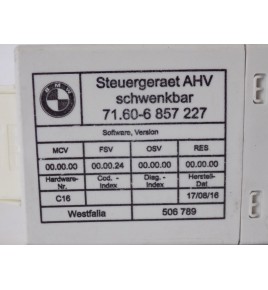 BMW
Steuergeraet AHV
schwenkbar
71.60-6 857 227
Software, Version
MCV FSV OSV RES
00.00.00 00.00.24 00.00.00 00.00.00
Hardware-Nr. Cod. -Index Diag. -Index Herstell-Dat
C16 17/08/16
Westfalia 506 789